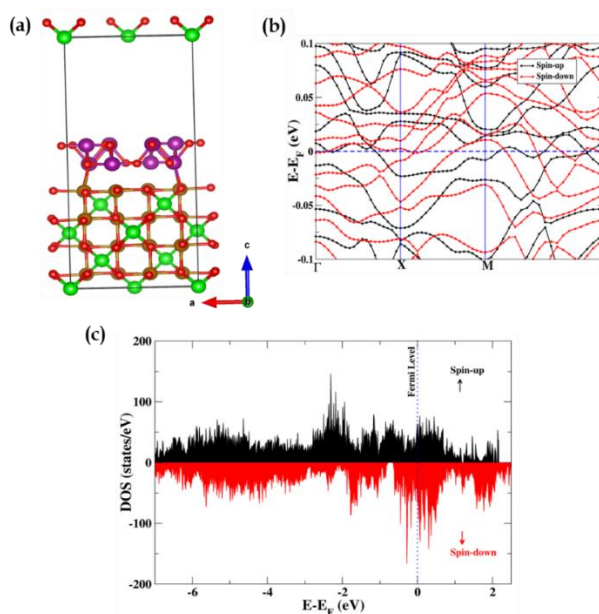 (a)
c
a
b
(b)
E-E_F (eV)
0.1
0.05
0
-0.05
-0.1
Γ
X
M
Spin-up
Spin-down
(c)
DOS (states/eV)
200
100
0
-100
-200
-6
-4
-2
0
2
E-E_F (eV)
Fermi Level
Spin-up
↑
↓
Spin-down